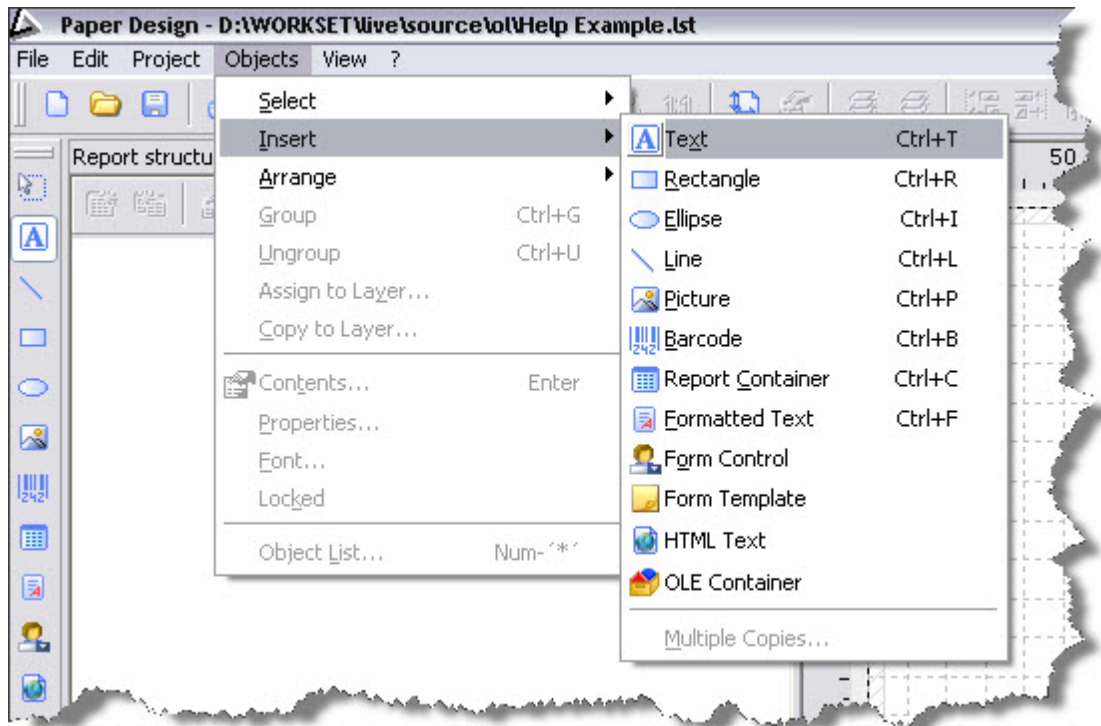 Paper Design - D:\WORKSET\live\source\ol\Help Example.lst
File Edit Project Objects View ?
Select
Insert
Arrange
Group Ctrl+G
Ungroup Ctrl+U
Assign to Layer...
Copy to Layer...
Contents... Enter
Properties...
Font...
Locked
Object List... Num-´*´
Report structu
Text Ctrl+T
Rectangle Ctrl+R
Ellipse Ctrl+I
Line Ctrl+L
Picture Ctrl+P
Barcode Ctrl+B
Report Container Ctrl+C
Formatted Text Ctrl+F
Form Control
Form Template
HTML Text
OLE Container
Multiple Copies...
50